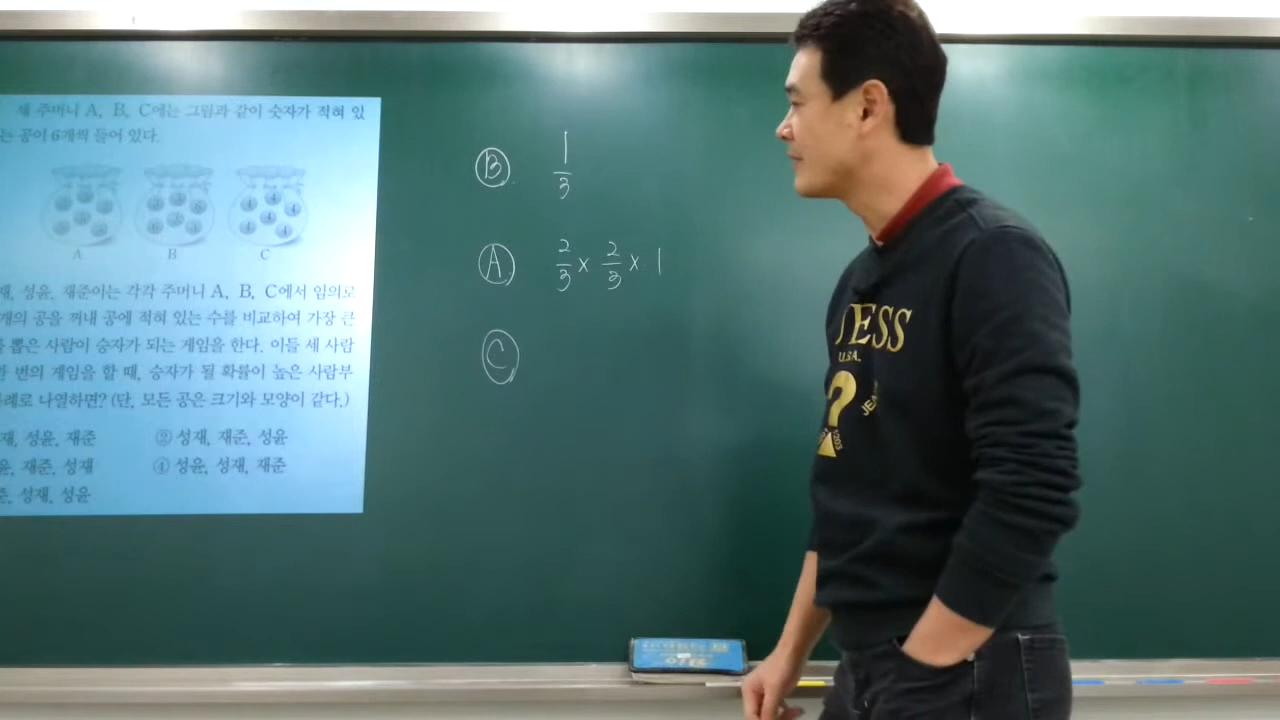 세 주머니 A, B, C에는 그림과 같이 숫자가 적혀 있
는 공이 6개씩 들어 있다.
A B C
재, 성윤, 재준이는 각각 주머니 A, B, C에서 임의로
개의 공을 꺼내 공에 적혀 있는 수를 비교하여 가장 큰
를 뽑은 사람이 승자가 되는 게임을 한다. 이들 세 사람
한 번의 게임을 할 때, 승자가 될 확률이 높은 사람부
례로 나열하면? (단, 모든 공은 크기와 모양이 같다.)
재, 성윤, 재준 ② 성재, 재준, 성윤
윤, 재준, 성재 ④ 성윤, 성재, 재준
준, 성재, 성윤
B 1/3
A 2/3 × 2/3 × 1
C
ESS
U.S.A.
?
JEA